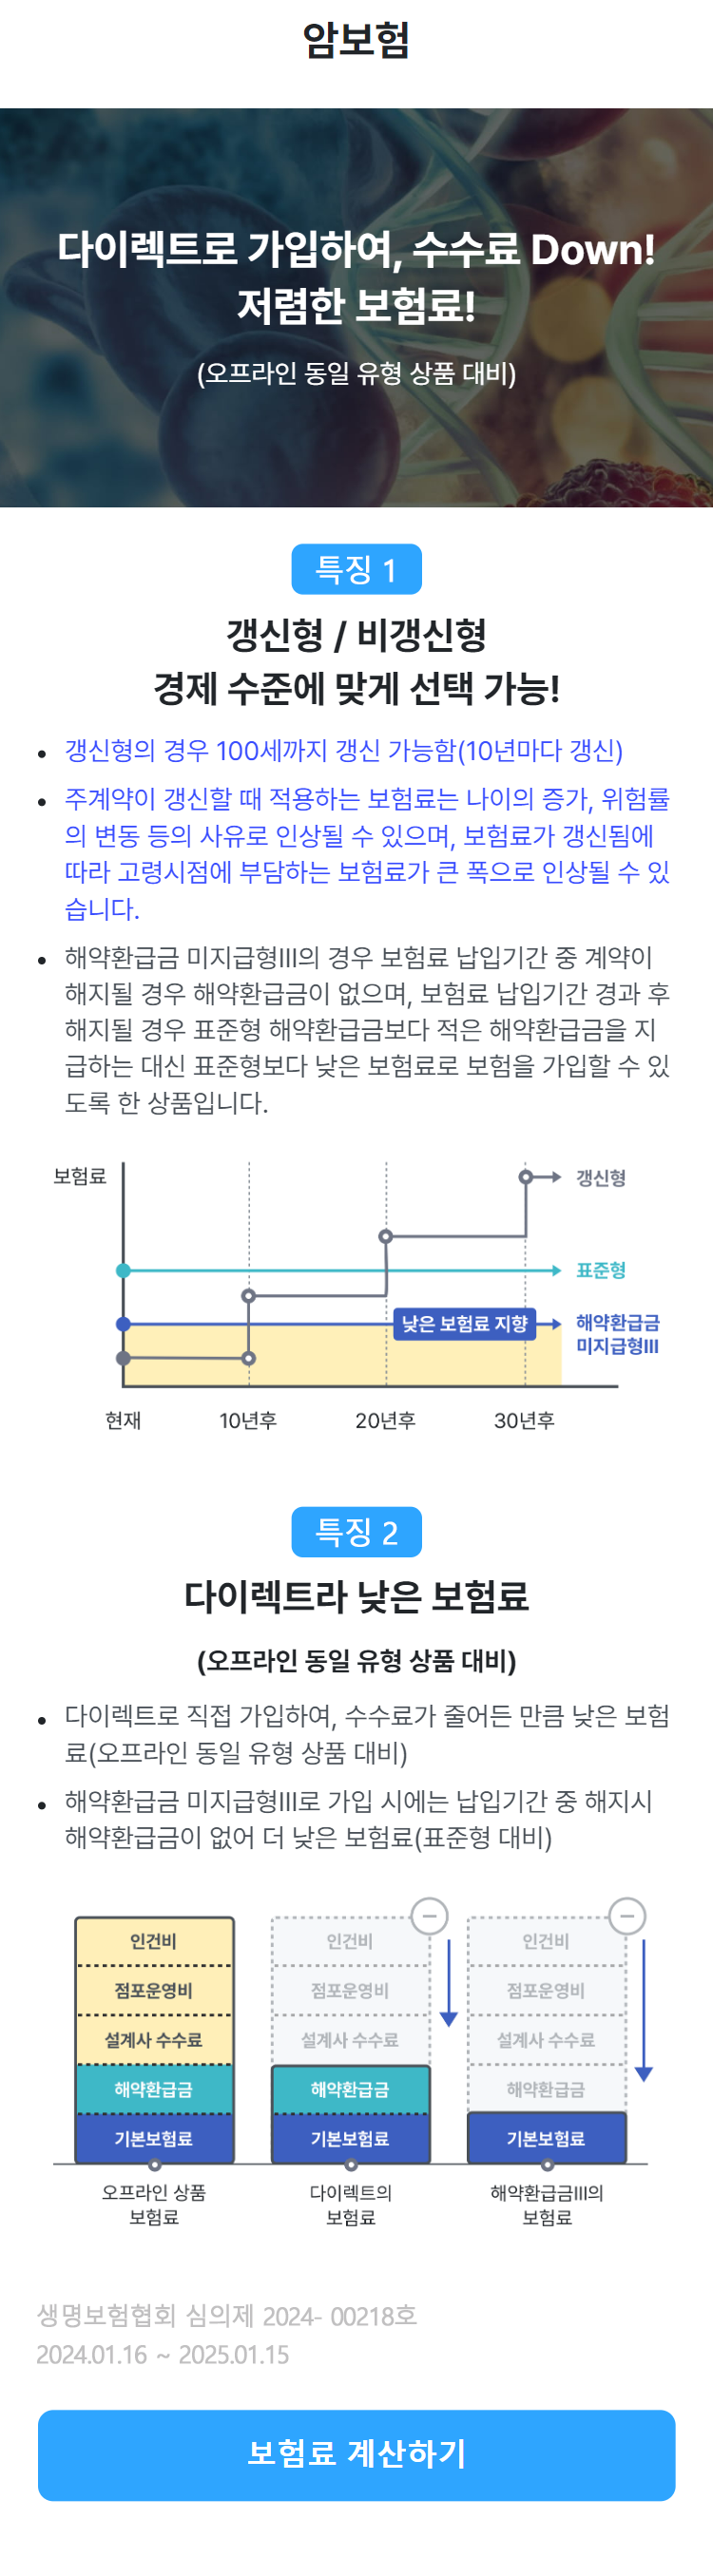 암보험
다이렉트로 가입하여, 수수료 Down!
저렴한 보험료!
(오프라인 동일 유형 상품 대비)
특징 1
갱신형 / 비갱신형
경제 수준에 맞게 선택 가능!
• 갱신형의 경우 100세까지 갱신 가능함(10년마다 갱신)
• 주계약이 갱신할 때 적용하는 보험료는 나이의 증가, 위험률
의 변동 등의 사유로 인상될 수 있으며, 보험료가 갱신됨에
따라 고령시점에 부담하는 보험료가 큰 폭으로 인상될 수 있
습니다.
• 해약환급금 미지급형III의 경우 보험료 납입기간 중 계약이
해지될 경우 해약환급금이 없으며, 보험료 납입기간 경과 후
해지될 경우 표준형 해약환급금보다 적은 해약환급금을 지
급하는 대신 표준형보다 낮은 보험료로 보험을 가입할 수 있
도록 한 상품입니다.
보험료
갱신형
표준형
낮은 보험료 지향
해약환급금
미지급형III
현재 10년후 20년후 30년후
특징 2
다이렉트라 낮은 보험료
(오프라인 동일 유형 상품 대비)
• 다이렉트로 직접 가입하여, 수수료가 줄어든 만큼 낮은 보험
료(오프라인 동일 유형 상품 대비)
• 해약환급금 미지급형III로 가입 시에는 납입기간 중 해지시
해약환급금이 없어 더 낮은 보험료(표준형 대비)
인건비 인건비 인건비
점포운영비 점포운영비 점포운영비
설계사 수수료 설계사 수수료 설계사 수수료
해약환급금 해약환급금 해약환급금
기본보험료 기본보험료 기본보험료
오프라인 상품 다이렉트의 해약환급금III의
보험료 보험료 보험료
생명보험협회 심의제 2024- 00218호
2024.01.16 ~ 2025.01.15
보험료 계산하기